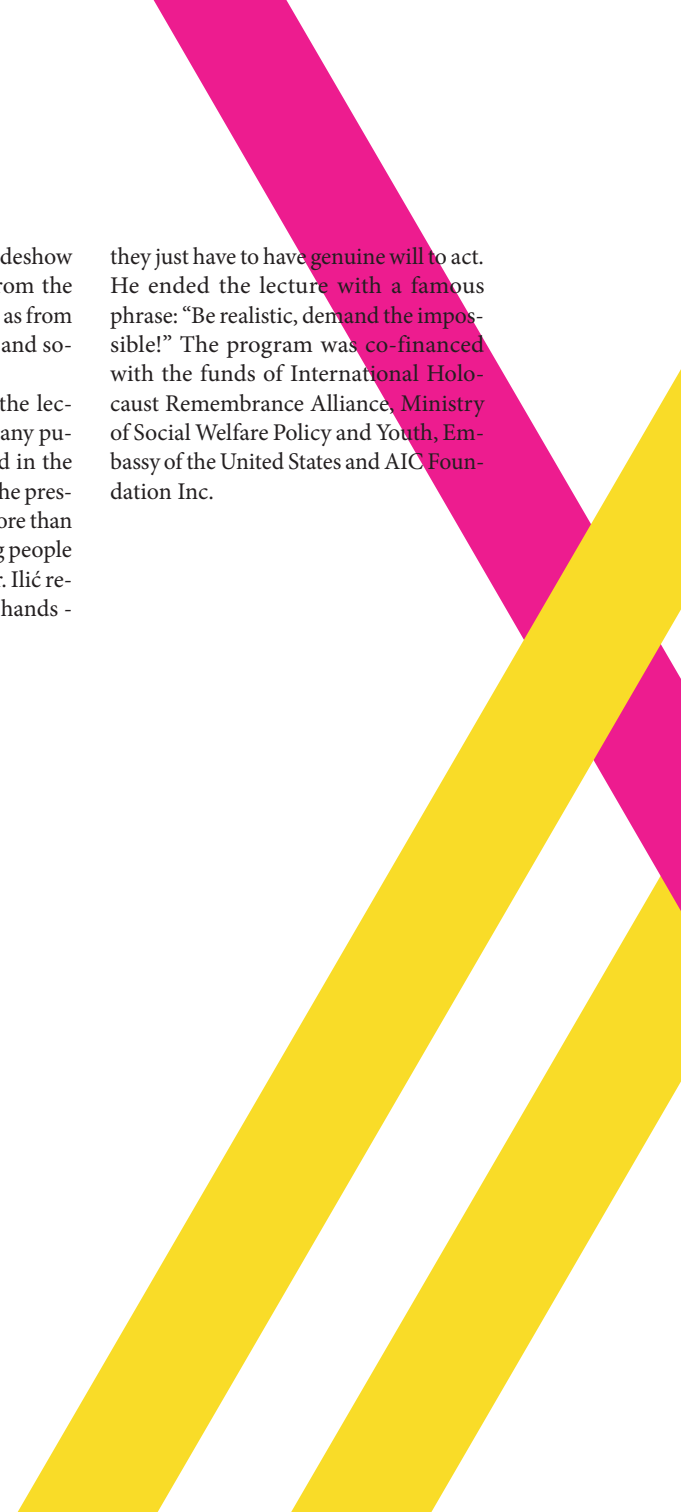 deshow
rom the
as from
and so-
the lec-
any pu-
d in the
he pres-
ore than
g people
r. Ilić re-
hands -
they just have to have genuine will to act.
He ended the lecture with a famous
phrase: “Be realistic, demand the impos-
sible!” The program was co-financed
with the funds of International Holo-
caust Remembrance Alliance, Ministry
of Social Welfare Policy and Youth, Em-
bassy of the United States and AIC Foun-
dation Inc.